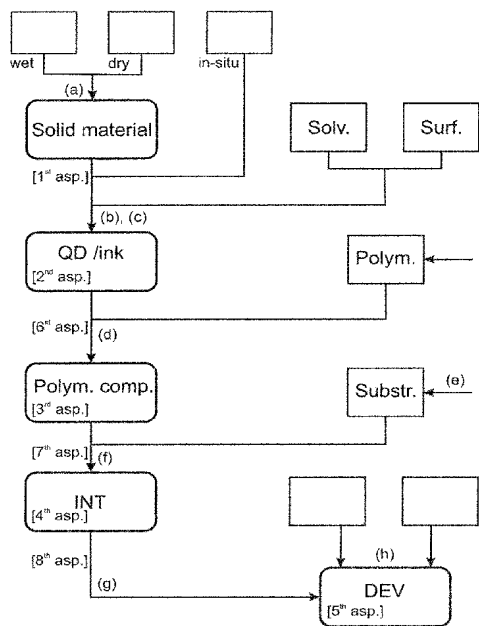 wet dry in-situ
(a)
Solid material Solv. Surf.
[1st asp.]
(b), (c)
QD /ink
[2nd asp.] Polym.
[6st asp.]
(d)
Polym. comp. Substr. (e)
[3rd asp.]
[7th asp.] (f)
INT
[4th asp.]
(h)
[8th asp.]
(g) DEV
[5th asp.]